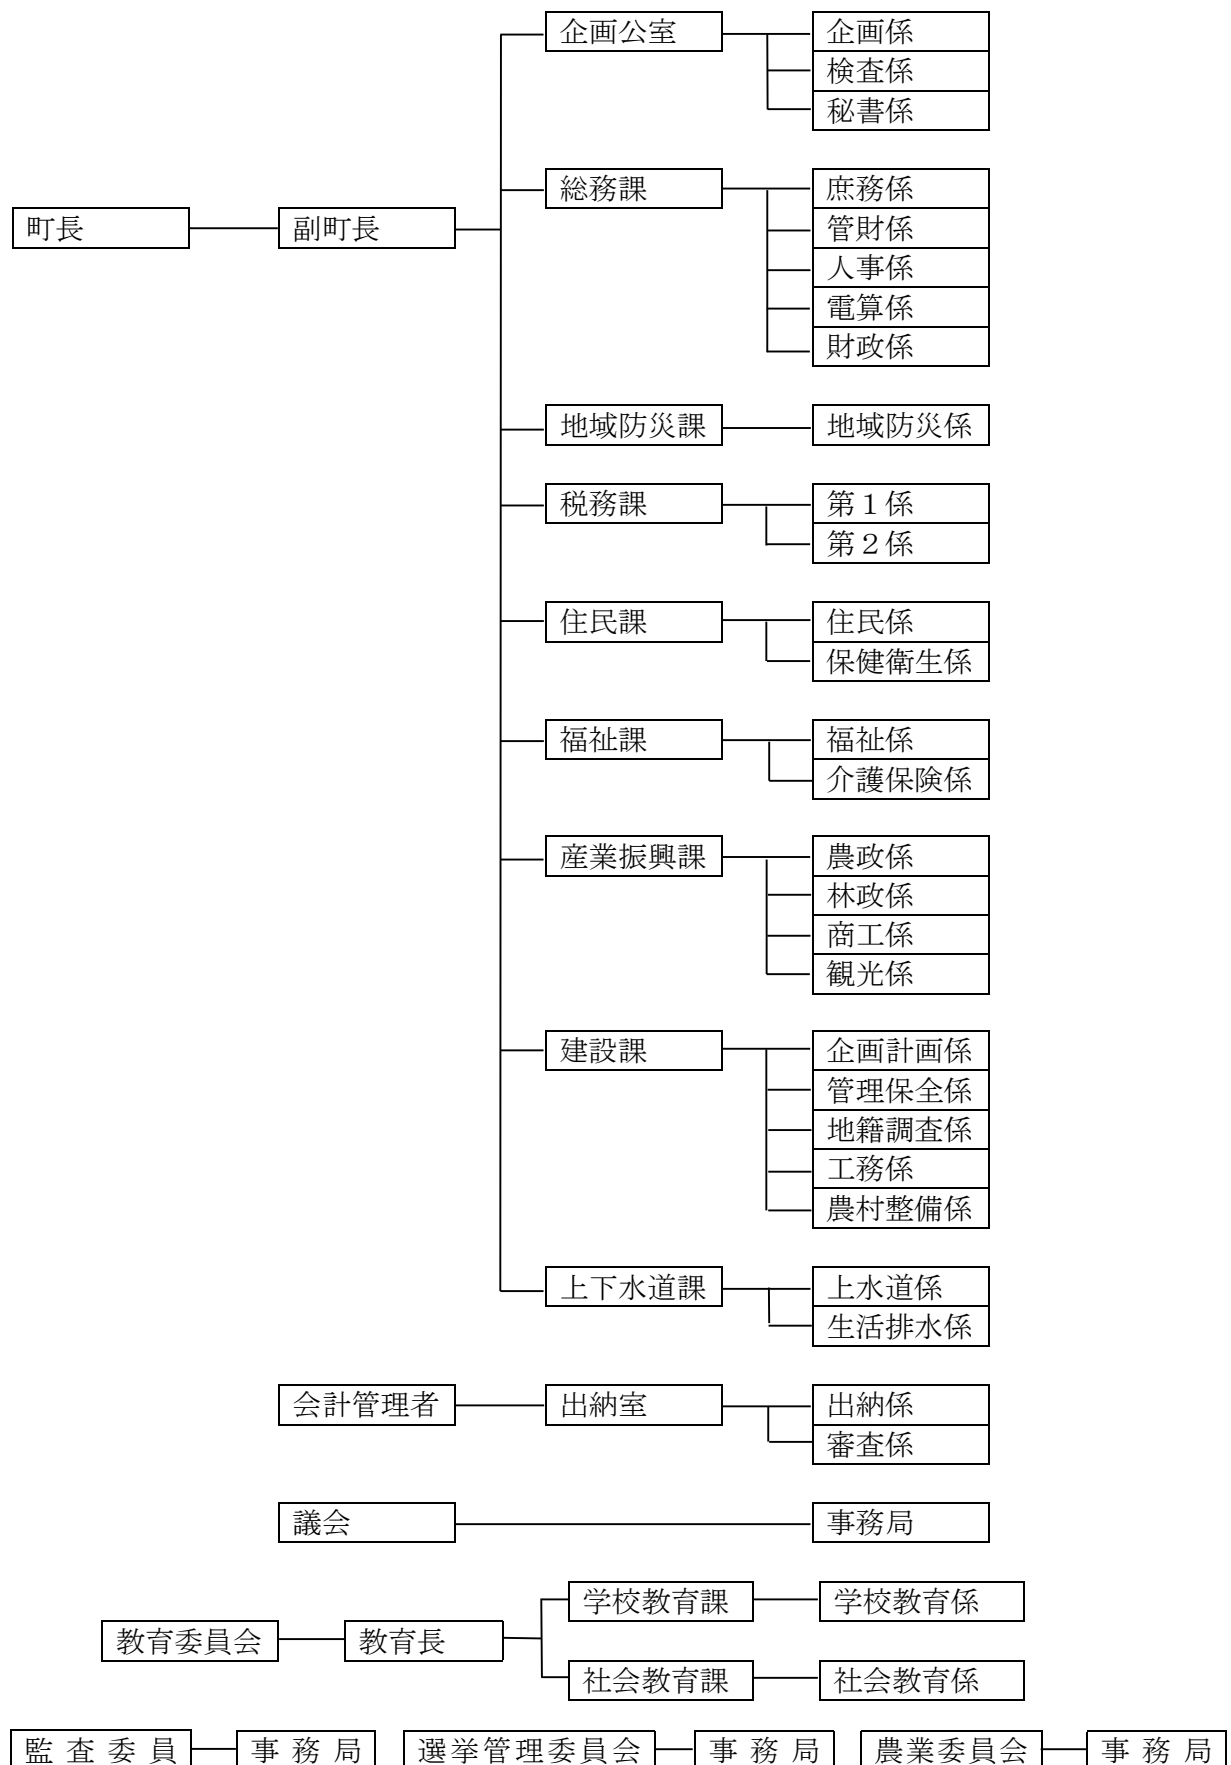 企画公室 企画係
検査係
秘書係
総務課 庶務係
町長 副町長 管財係
人事係
電算係
財政係
地域防災課 地域防災係
税務課 第１係
第２係
住民課 住民係
保健衛生係
福祉課 福祉係
介護保険係
産業振興課 農政係
林政係
商工係
観光係
建設課 企画計画係
管理保全係
地籍調査係
工務係
農村整備係
上下水道課 上水道係
生活排水係
会計管理者 出納室 出納係
審査係
議会 事務局
学校教育課 学校教育係
教育委員会 教育長
社会教育課 社会教育係
監査委員 事務局 選挙管理委員会 事務局 農業委員会 事務局